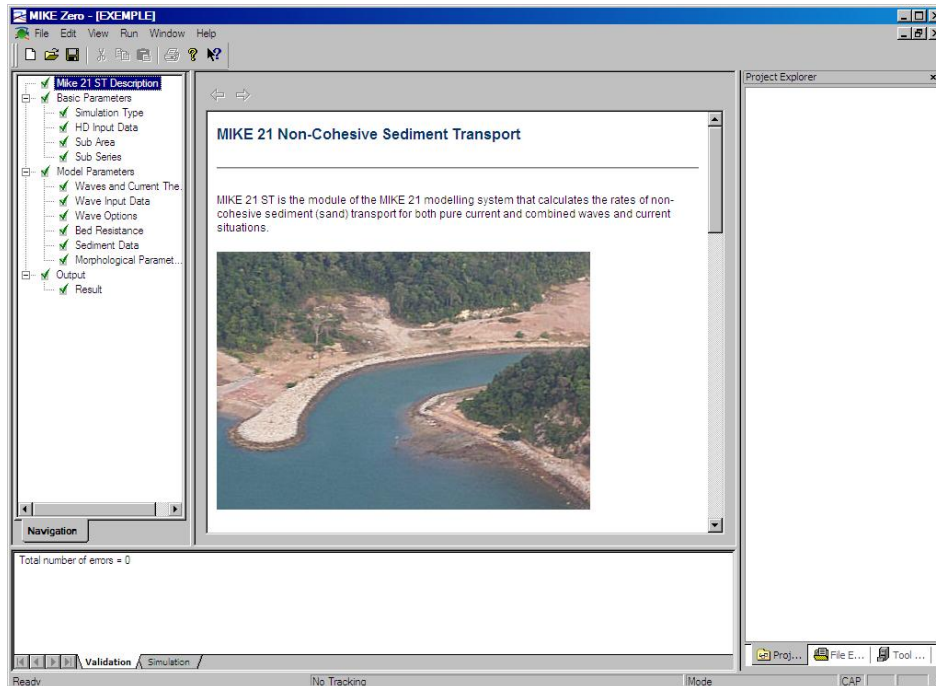 MIKE Zero - [EXEMPLE]
File Edit View Run Window Help
Mike 21 ST Description
Basic Parameters
Simulation Type
HD Input Data
Sub Area
Sub Series
Model Parameters
Waves and Current The...
Wave Input Data
Wave Options
Bed Resistance
Sediment Data
Morphological Paramet...
Output
Result
Navigation
MIKE 21 Non-Cohesive Sediment Transport
MIKE 21 ST is the module of the MIKE 21 modelling system that calculates the rates of non-
cohesive sediment (sand) transport for both pure current and combined waves and current
situations.
Project Explorer
Proj... File E... Tool ...
Total number of errors = 0
Validation Simulation
Ready No Tracking Mode CAP